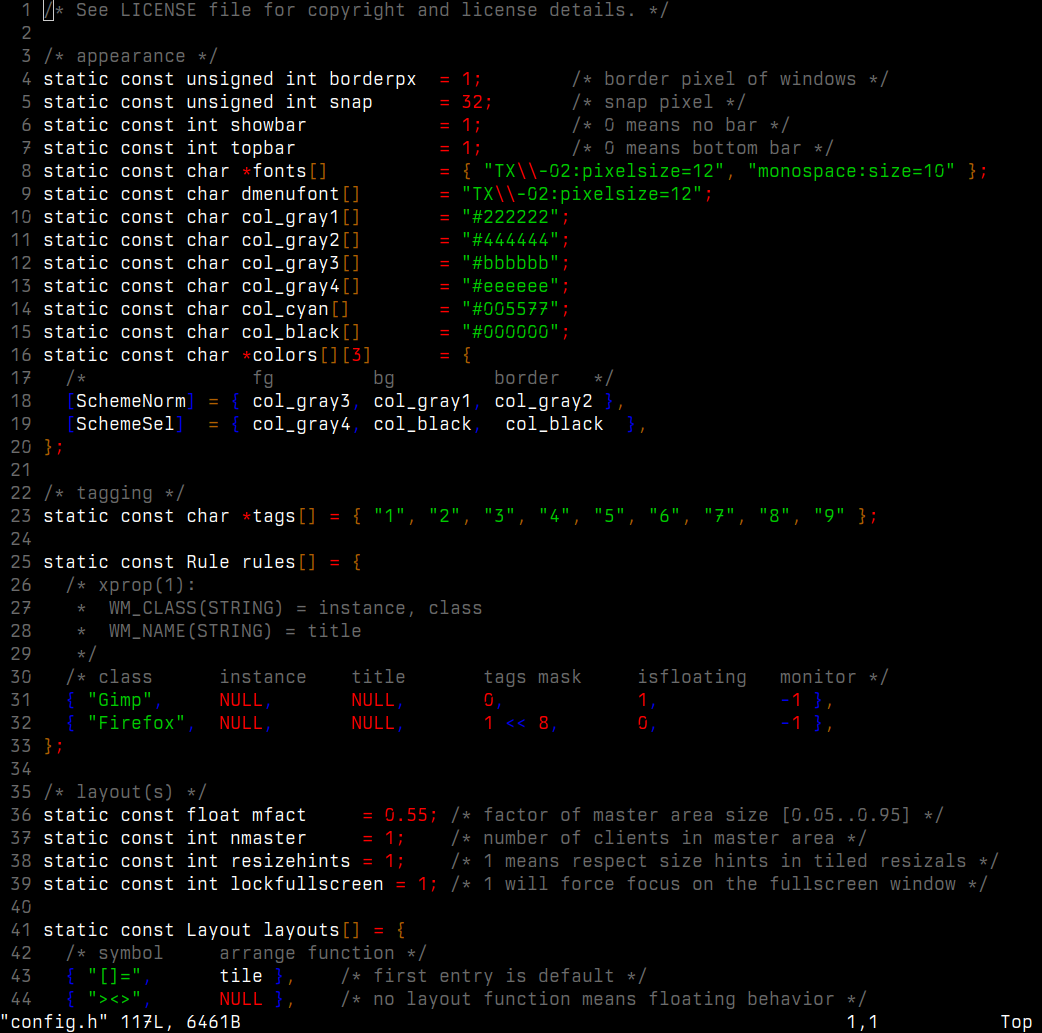 1 /* See LICENSE file for copyright and license details. */
2
3 /* appearance */
4 static const unsigned int borderpx  = 1;        /* border pixel of windows */
5 static const unsigned int snap      = 32;       /* snap pixel */
6 static const int showbar            = 1;        /* 0 means no bar */
7 static const int topbar             = 1;        /* 0 means bottom bar */
8 static const char *fonts[]          = { "TX\\-02:pixelsize=12", "monospace:size=10" };
9 static const char dmenufont[]       = "TX\\-02:pixelsize=12";
10 static const char col_gray1[]       = "#222222";
11 static const char col_gray2[]       = "#444444";
12 static const char col_gray3[]       = "#bbbbbb";
13 static const char col_gray4[]       = "#eeeeee";
14 static const char col_cyan[]        = "#005577";
15 static const char col_black[]       = "#000000";
16 static const char *colors[][3]      = {
17   /*               fg         bg         border   */
18   [SchemeNorm] = { col_gray3, col_gray1, col_gray2 },
19   [SchemeSel]  = { col_gray4, col_black,  col_black  },
20 };
21
22 /* tagging */
23 static const char *tags[] = { "1", "2", "3", "4", "5", "6", "7", "8", "9" };
24
25 static const Rule rules[] = {
26   /* xprop(1):
27    *  WM_CLASS(STRING) = instance, class
28    *  WM_NAME(STRING) = title
29    */
30   /* class      instance    title       tags mask     isfloating   monitor */
31   { "Gimp",     NULL,       NULL,       0,            1,           -1 },
32   { "Firefox",  NULL,       NULL,       1 << 8,       0,           -1 },
33 };
34
35 /* layout(s) */
36 static const float mfact     = 0.55; /* factor of master area size [0.05..0.95] */
37 static const int nmaster     = 1;    /* number of clients in master area */
38 static const int resizehints = 1;    /* 1 means respect size hints in tiled resizals */
39 static const int lockfullscreen = 1; /* 1 will force focus on the fullscreen window */
40
41 static const Layout layouts[] = {
42   /* symbol     arrange function */
43   { "[]=",      tile },    /* first entry is default */
44   { "><>",      NULL },    /* no layout function means floating behavior */
"config.h" 117L, 6461B                                                        1,1           Top